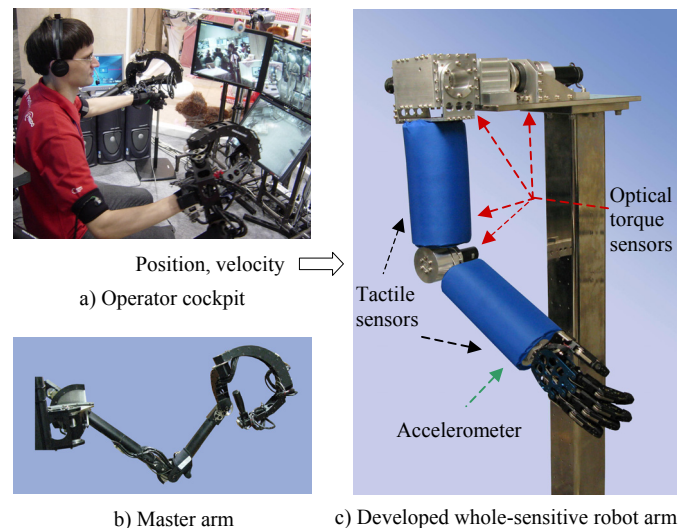 Position, velocity
a) Operator cockpit
b) Master arm
Optical
torque
sensors
Tactile
sensors
Accelerometer
c) Developed whole-sensitive robot arm